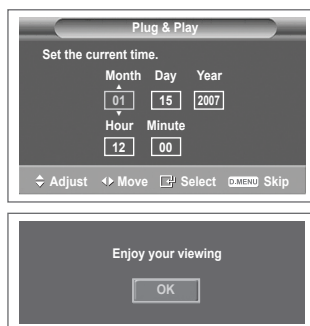 Plug & Play
Set the current time.
Month Day Year
01 15 2007
Hour Minute
12 00
Adjust Move Select D.MENU Skip
Enjoy your viewing
OK